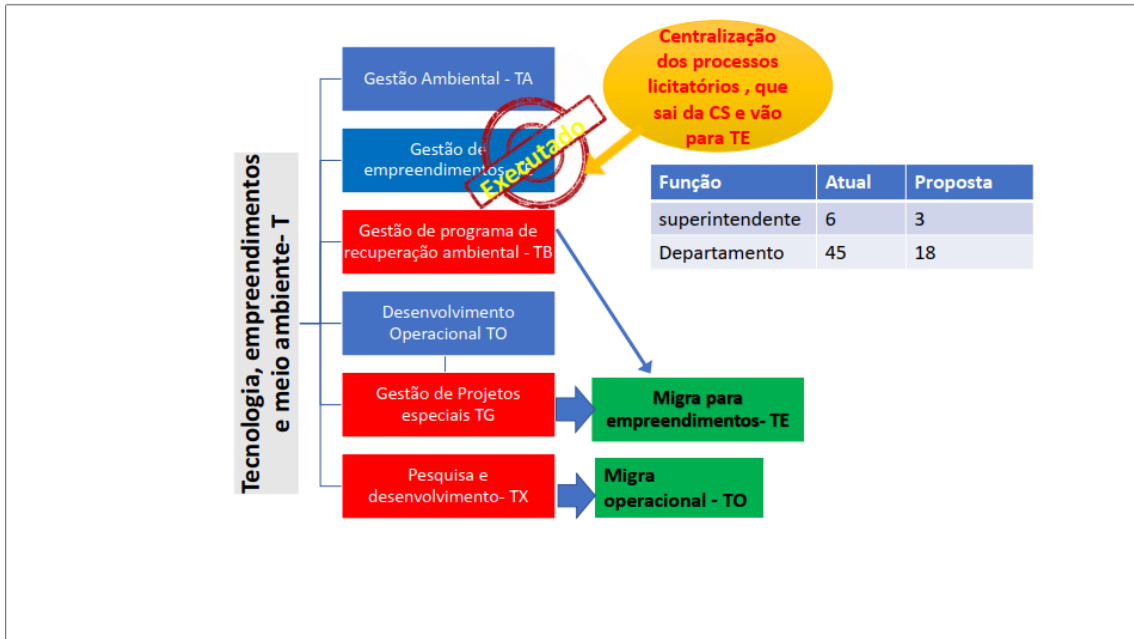 Tecnologia, empreendimentos
e meio ambiente- T
Gestão Ambiental - TA
Gestão de
empreendimentos- TE
Executado
Gestão de programa de
recuperação ambiental - TB
Desenvolvimento
Operacional TO
Gestão de Projetos
especiais TG
Pesquisa e
desenvolvimento- TX
Centralização
dos processos
licitatórios , que
sai da CS e vão
para TE
Função Atual Proposta
superintendente 6 3
Departamento 45 18
Migra para
empreendimentos- TE
Migra
operacional - TO